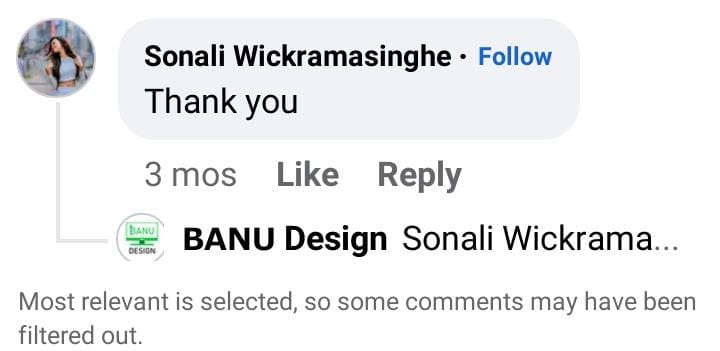 Sonali Wickramasinghe · Follow
Thank you
3 mos Like Reply
BANU
DESIGN
BANU Design Sonali Wickrama...
Most relevant is selected, so some comments may have been
filtered out.